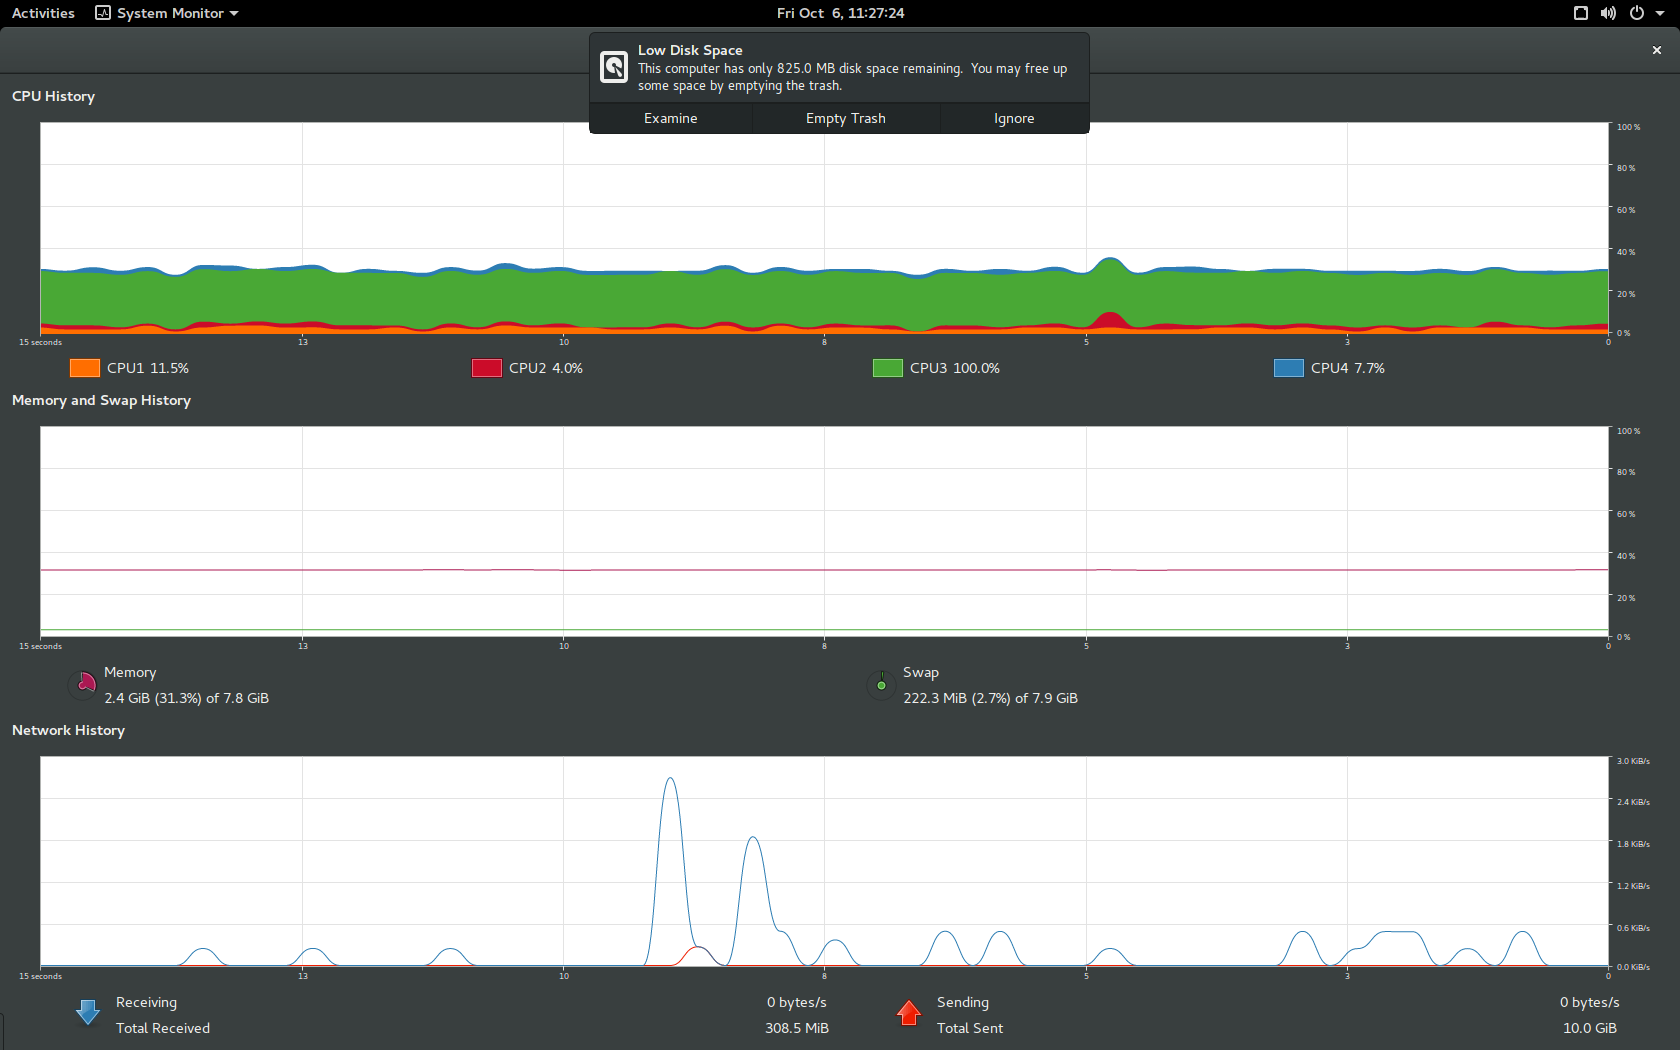 Activities
System Monitor
Fri Oct 6, 11:27:24
Low Disk Space
This computer has only 825.0 MB disk space remaining. You may free up
some space by emptying the trash.
Examine
Empty Trash
Ignore
CPU History
100 %
80 %
60 %
40 %
20 %
0 %
15 seconds 13 10 8 5 3 0
CPU1 11.5% CPU2 4.0% CPU3 100.0% CPU4 7.7%
Memory and Swap History
100 %
80 %
60 %
40 %
20 %
0 %
15 seconds 13 10 8 5 3 0
Memory
2.4 GiB (31.3%) of 7.8 GiB
Swap
222.3 MiB (2.7%) of 7.9 GiB
Network History
3.0 KiB/s
2.4 KiB/s
1.8 KiB/s
1.2 KiB/s
0.6 KiB/s
0.0 KiB/s
15 seconds 13 10 8 5 3 0
Receiving 0 bytes/s
Total Received 308.5 MiB
Sending 0 bytes/s
Total Sent 10.0 GiB